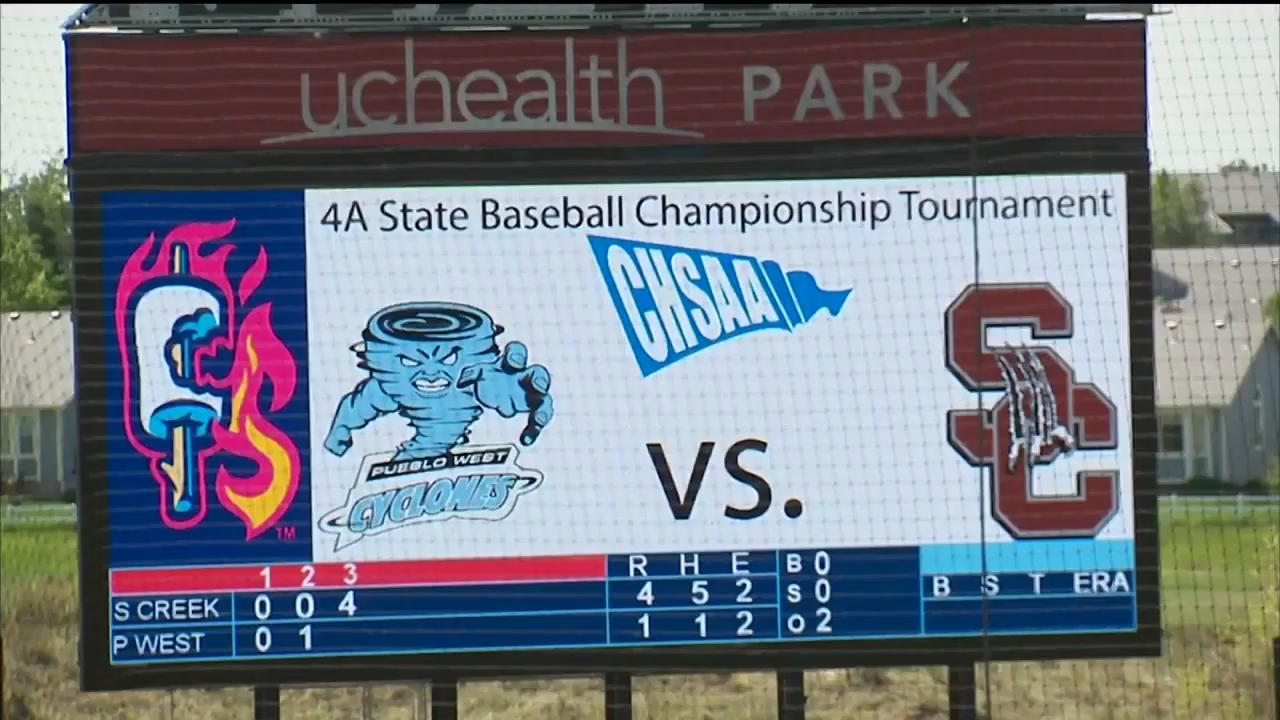 uchealth PARK
4A State Baseball Championship Tournament
CHSAA
PUEBLO WEST
CYCLONES
VS.
SC
TM
1 2 3 R H E B 0
S CREEK 0 0 4 4 5 2 S 0 B S T ERA
P WEST 0 1 1 1 2 O 2